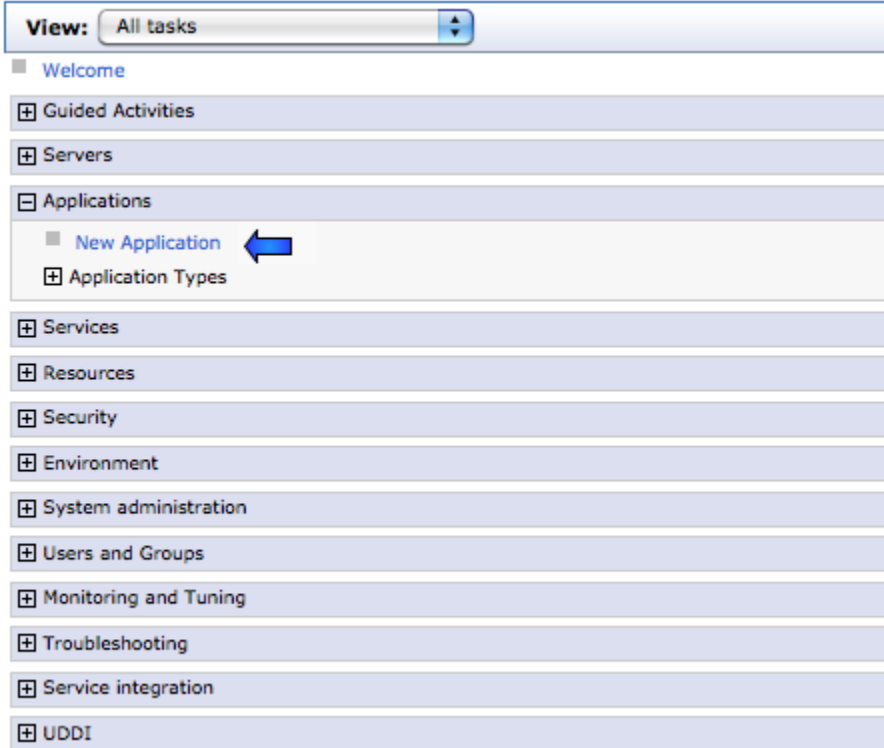 View: All tasks
Welcome
Guided Activities
Servers
Applications
New Application
Application Types
Services
Resources
Security
Environment
System administration
Users and Groups
Monitoring and Tuning
Troubleshooting
Service integration
UDDI